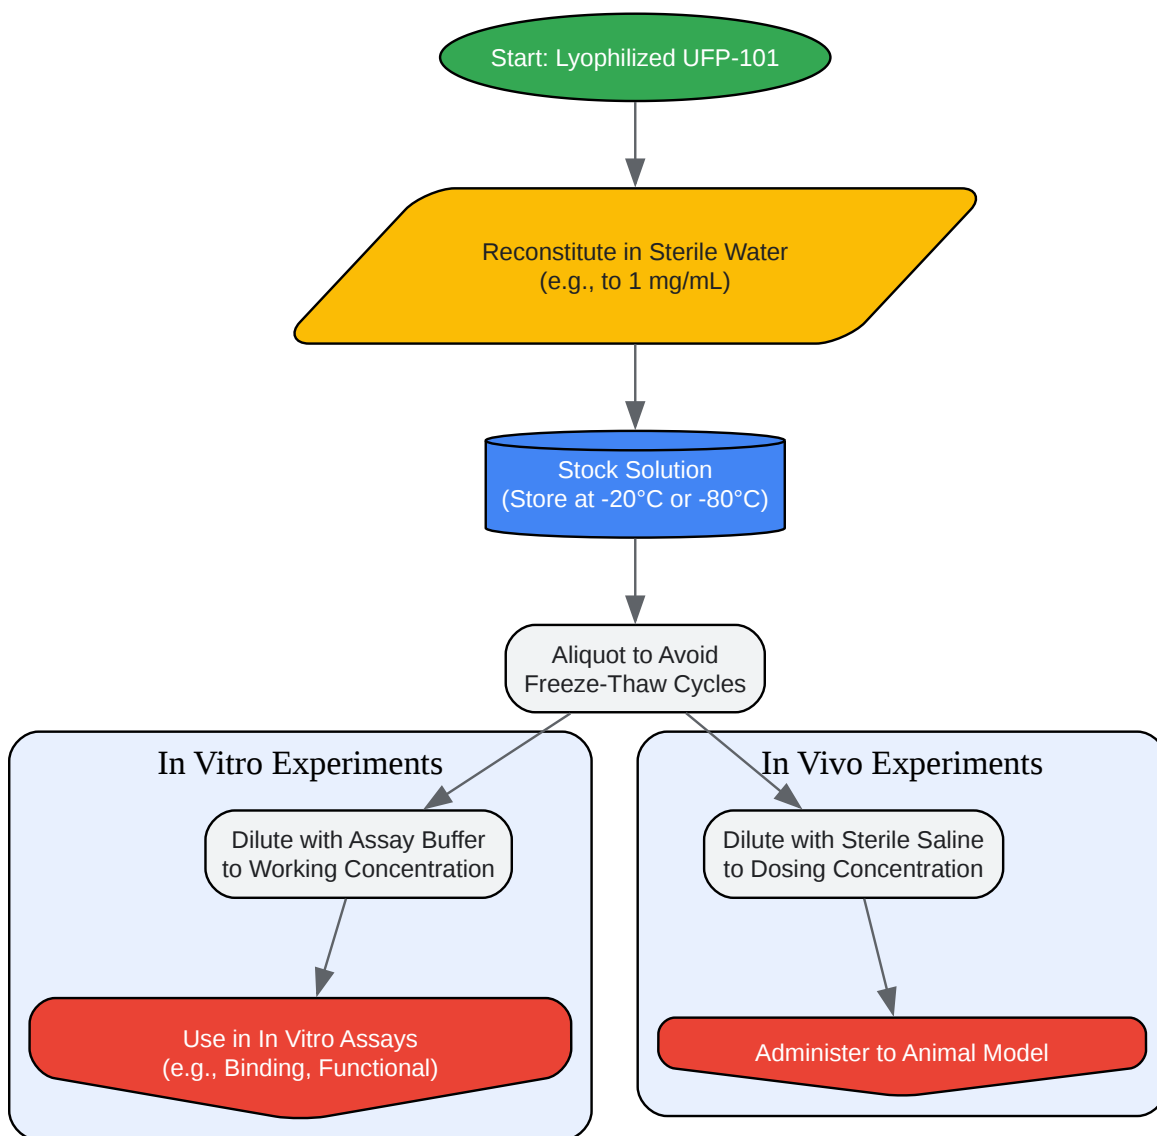 Start: Lyophilized UFP-101
Reconstitute in Sterile Water
(e.g., to 1 mg/mL)
Stock Solution
(Store at -20°C or -80°C)
Aliquot to Avoid
Freeze-Thaw Cycles
In Vitro Experiments
Dilute with Assay Buffer
to Working Concentration
Use in In Vitro Assays
(e.g., Binding, Functional)
In Vivo Experiments
Dilute with Sterile Saline
to Dosing Concentration
Administer to Animal Model